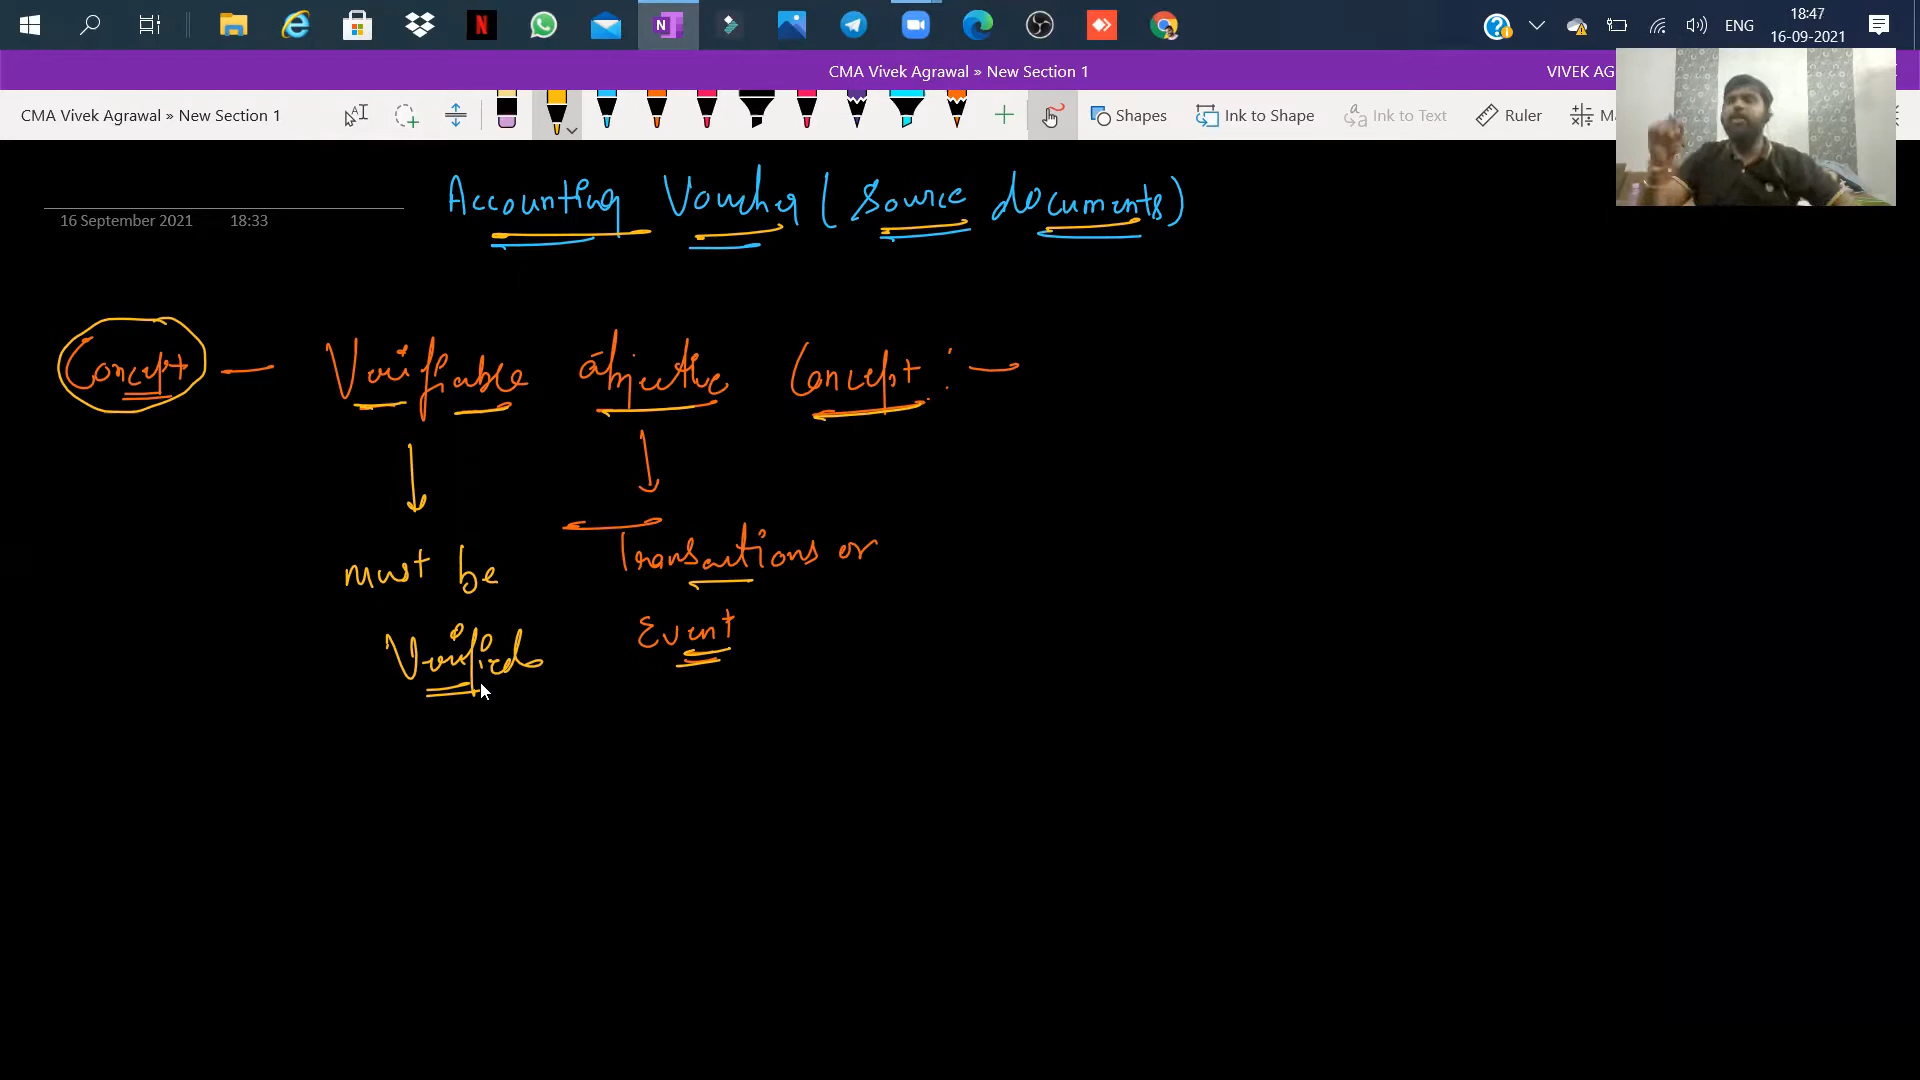 18:47
ENG
16-09-2021
CMA Vivek Agrawal » New Section 1
VIVEK AG
CMA Vivek Agrawal » New Section 1
Shapes
Ink to Shape
Ink to Text
Ruler
Accounting Voucher (Source documents)
16 September 2021 18:33
Concept — Verifiable objective Concept :—
must be
Transactions or
Verified
Event